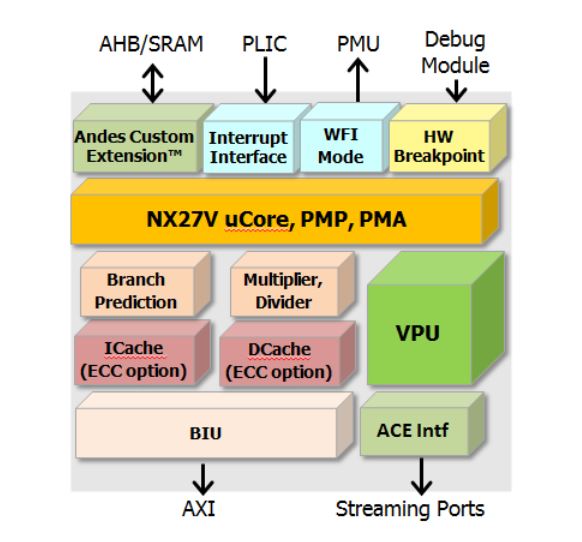 AHB/SRAM
PLIC
PMU
Debug
Module
Andes Custom
Extension™
Interrupt
Interface
WFI
Mode
HW
Breakpoint
NX27V uCore, PMP, PMA
Branch
Prediction
Multiplier,
Divider
VPU
ICache
(ECC option)
DCache
(ECC option)
BIU
ACE Intf
AXI
Streaming Ports